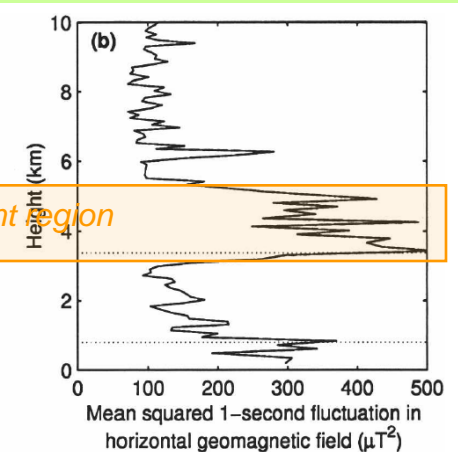 10
(b)
8
6
Height (km)
nt region
4
2
0
0 100 200 300 400 500
Mean squared 1−second fluctuation in
horizontal geomagnetic field (μT²)